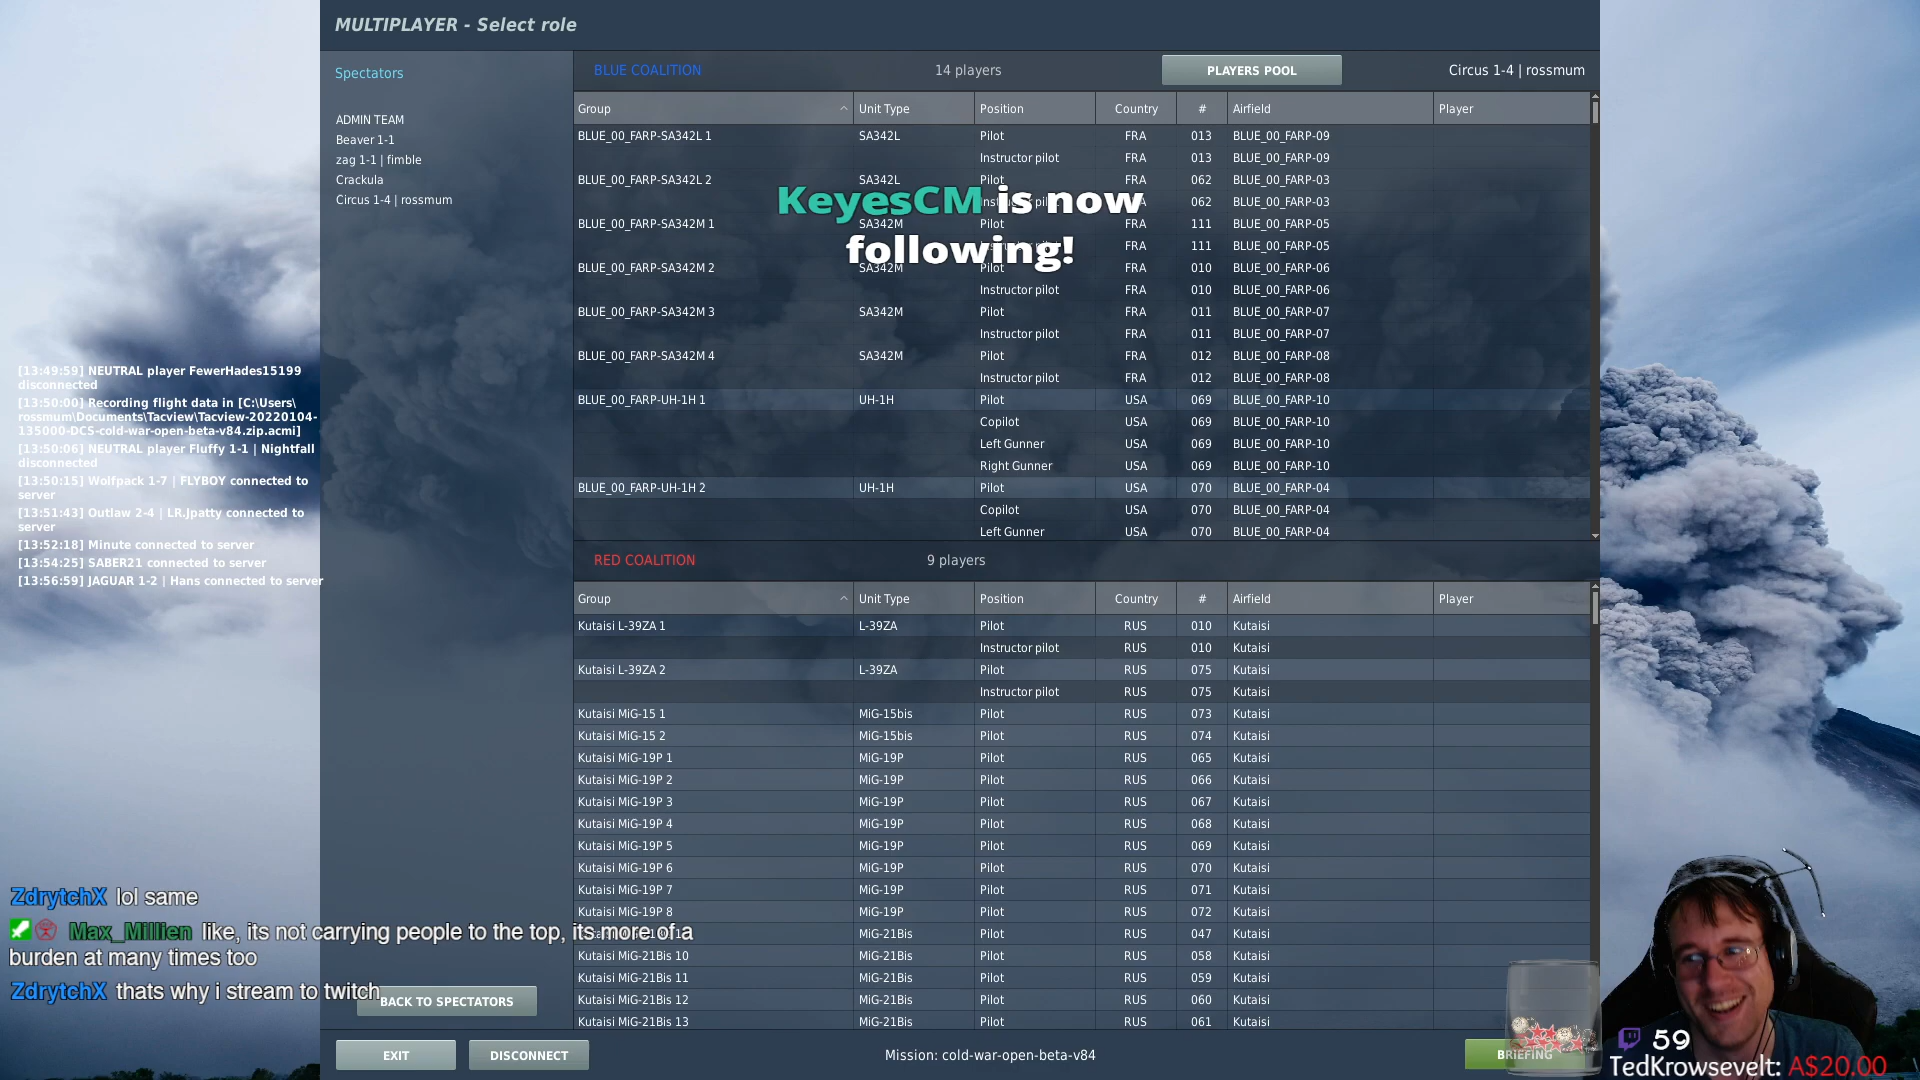 MULTIPLAYER - Select role
Spectators
ADMIN TEAM
Beaver 1-1
zag 1-1 | fimble
Crackula
Circus 1-4 | rossmum
BLUE COALITION 14 players PLAYERS POOL Circus 1-4 | rossmum
Group Unit Type Position Country # Airfield Player
BLUE_00_FARP-SA342L 1 SA342L Pilot FRA 013 BLUE_00_FARP-09
Instructor pilot FRA 013 BLUE_00_FARP-09
BLUE_00_FARP-SA342L 2 SA342L Pilot FRA 062 BLUE_00_FARP-03
062 BLUE_00_FARP-03
BLUE_00_FARP-SA342M 1 SA342M Pilot FRA 111 BLUE_00_FARP-05
FRA 111 BLUE_00_FARP-05
BLUE_00_FARP-SA342M 2 SA342M Pilot FRA 010 BLUE_00_FARP-06
Instructor pilot FRA 010 BLUE_00_FARP-06
BLUE_00_FARP-SA342M 3 SA342M Pilot FRA 011 BLUE_00_FARP-07
Instructor pilot FRA 011 BLUE_00_FARP-07
BLUE_00_FARP-SA342M 4 SA342M Pilot FRA 012 BLUE_00_FARP-08
Instructor pilot FRA 012 BLUE_00_FARP-08
BLUE_00_FARP-UH-1H 1 UH-1H Pilot USA 069 BLUE_00_FARP-10
Copilot USA 069 BLUE_00_FARP-10
Left Gunner USA 069 BLUE_00_FARP-10
Right Gunner USA 069 BLUE_00_FARP-10
BLUE_00_FARP-UH-1H 2 UH-1H Pilot USA 070 BLUE_00_FARP-04
Copilot USA 070 BLUE_00_FARP-04
Left Gunner USA 070 BLUE_00_FARP-04
KeyesCM is now
following!
RED COALITION 9 players
Group Unit Type Position Country # Airfield Player
Kutaisi L-39ZA 1 L-39ZA Pilot RUS 010 Kutaisi
Instructor pilot RUS 010 Kutaisi
Kutaisi L-39ZA 2 L-39ZA Pilot RUS 075 Kutaisi
Instructor pilot RUS 075 Kutaisi
Kutaisi MiG-15 1 MiG-15bis Pilot RUS 073 Kutaisi
Kutaisi MiG-15 2 MiG-15bis Pilot RUS 074 Kutaisi
Kutaisi MiG-19P 1 MiG-19P Pilot RUS 065 Kutaisi
Kutaisi MiG-19P 2 MiG-19P Pilot RUS 066 Kutaisi
Kutaisi MiG-19P 3 MiG-19P Pilot RUS 067 Kutaisi
Kutaisi MiG-19P 4 MiG-19P Pilot RUS 068 Kutaisi
Kutaisi MiG-19P 5 MiG-19P Pilot RUS 069 Kutaisi
Kutaisi MiG-19P 6 MiG-19P Pilot RUS 070 Kutaisi
Kutaisi MiG-19P 7 MiG-19P Pilot RUS 071 Kutaisi
Kutaisi MiG-19P 8 MiG-19P Pilot RUS 072 Kutaisi
MiG-21Bis Pilot RUS 047 Kutaisi
Kutaisi MiG-21Bis 10 MiG-21Bis Pilot RUS 058 Kutaisi
Kutaisi MiG-21Bis 11 MiG-21Bis Pilot RUS 059 Kutaisi
Kutaisi MiG-21Bis 12 MiG-21Bis Pilot RUS 060 Kutaisi
Kutaisi MiG-21Bis 13 MiG-21Bis Pilot RUS 061 Kutaisi
[13:49:59] NEUTRAL player FewerHades15199
disconnected
[13:50:00] Recording flight data in [C:\Users\
rossmum\Documents\Tacview\Tacview-20220104-
135000-DCS-cold-war-open-beta-v84.zip.acmi]
[13:50:06] NEUTRAL player Fluffy 1-1 | Nightfall
disconnected
[13:50:15] Wolfpack 1-7 | FLYBOY connected to
server
[13:51:43] Outlaw 2-4 | LR.Jpatty connected to
server
[13:52:18] Minute connected to server
[13:54:25] SABER21 connected to server
[13:56:59] JAGUAR 1-2 | Hans connected to server
ZdrytchX lol same
Max_Millien like, its not carrying people to the top, its more of a
burden at many times too
ZdrytchX thats why i stream to twitch
BACK TO SPECTATORS
EXIT DISCONNECT Mission: cold-war-open-beta-v84 BRIEFING
59
TedKrowsevelt: A$20.00